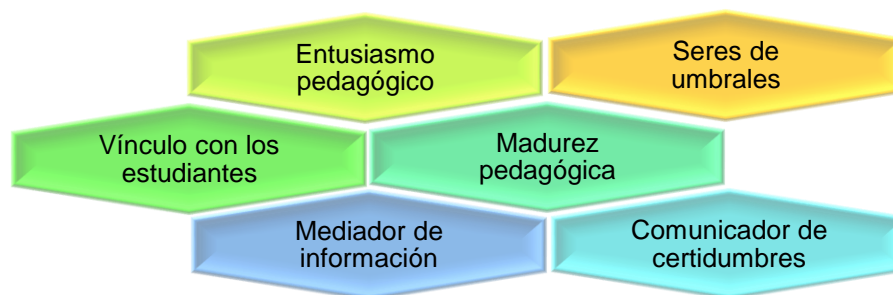 Entusiasmo
pedagógico
Seres de
umbrales
Vínculo con los
estudiantes
Madurez
pedagógica
Mediador de
información
Comunicador de
certidumbres